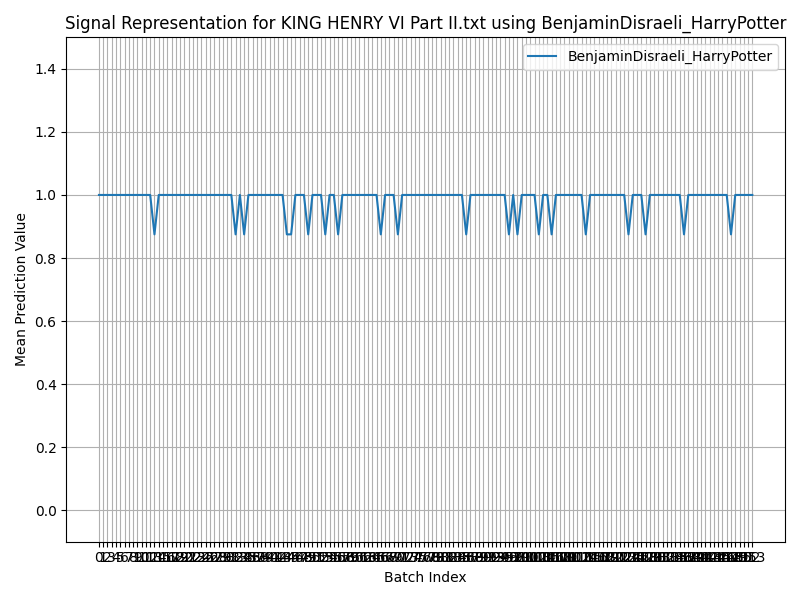 Signal Representation for KING HENRY VI Part II.txt using BenjaminDisraeli_HarryPotter
BenjaminDisraeli_HarryPotter
1.4
1.2
1.0
0.8
0.6
0.4
0.2
0.0
Mean Prediction Value
Batch Index